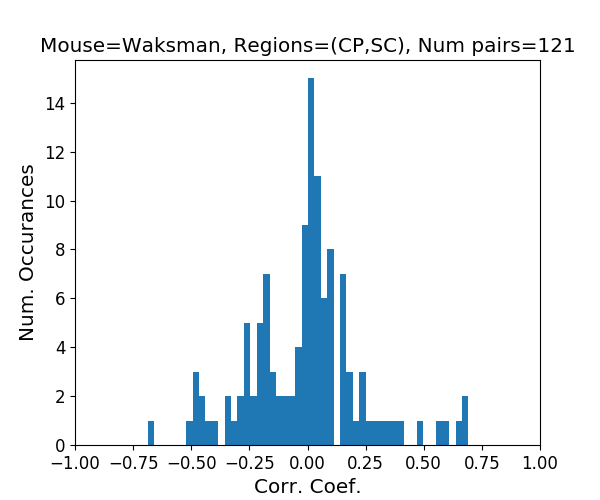 Mouse=Waksman, Regions=(CP,SC), Num pairs=121
14
12
10
8
6
4
2
0
Num. Occurances
−1.00 −0.75 −0.50 −0.25 0.00 0.25 0.50 0.75 1.00
Corr. Coef.